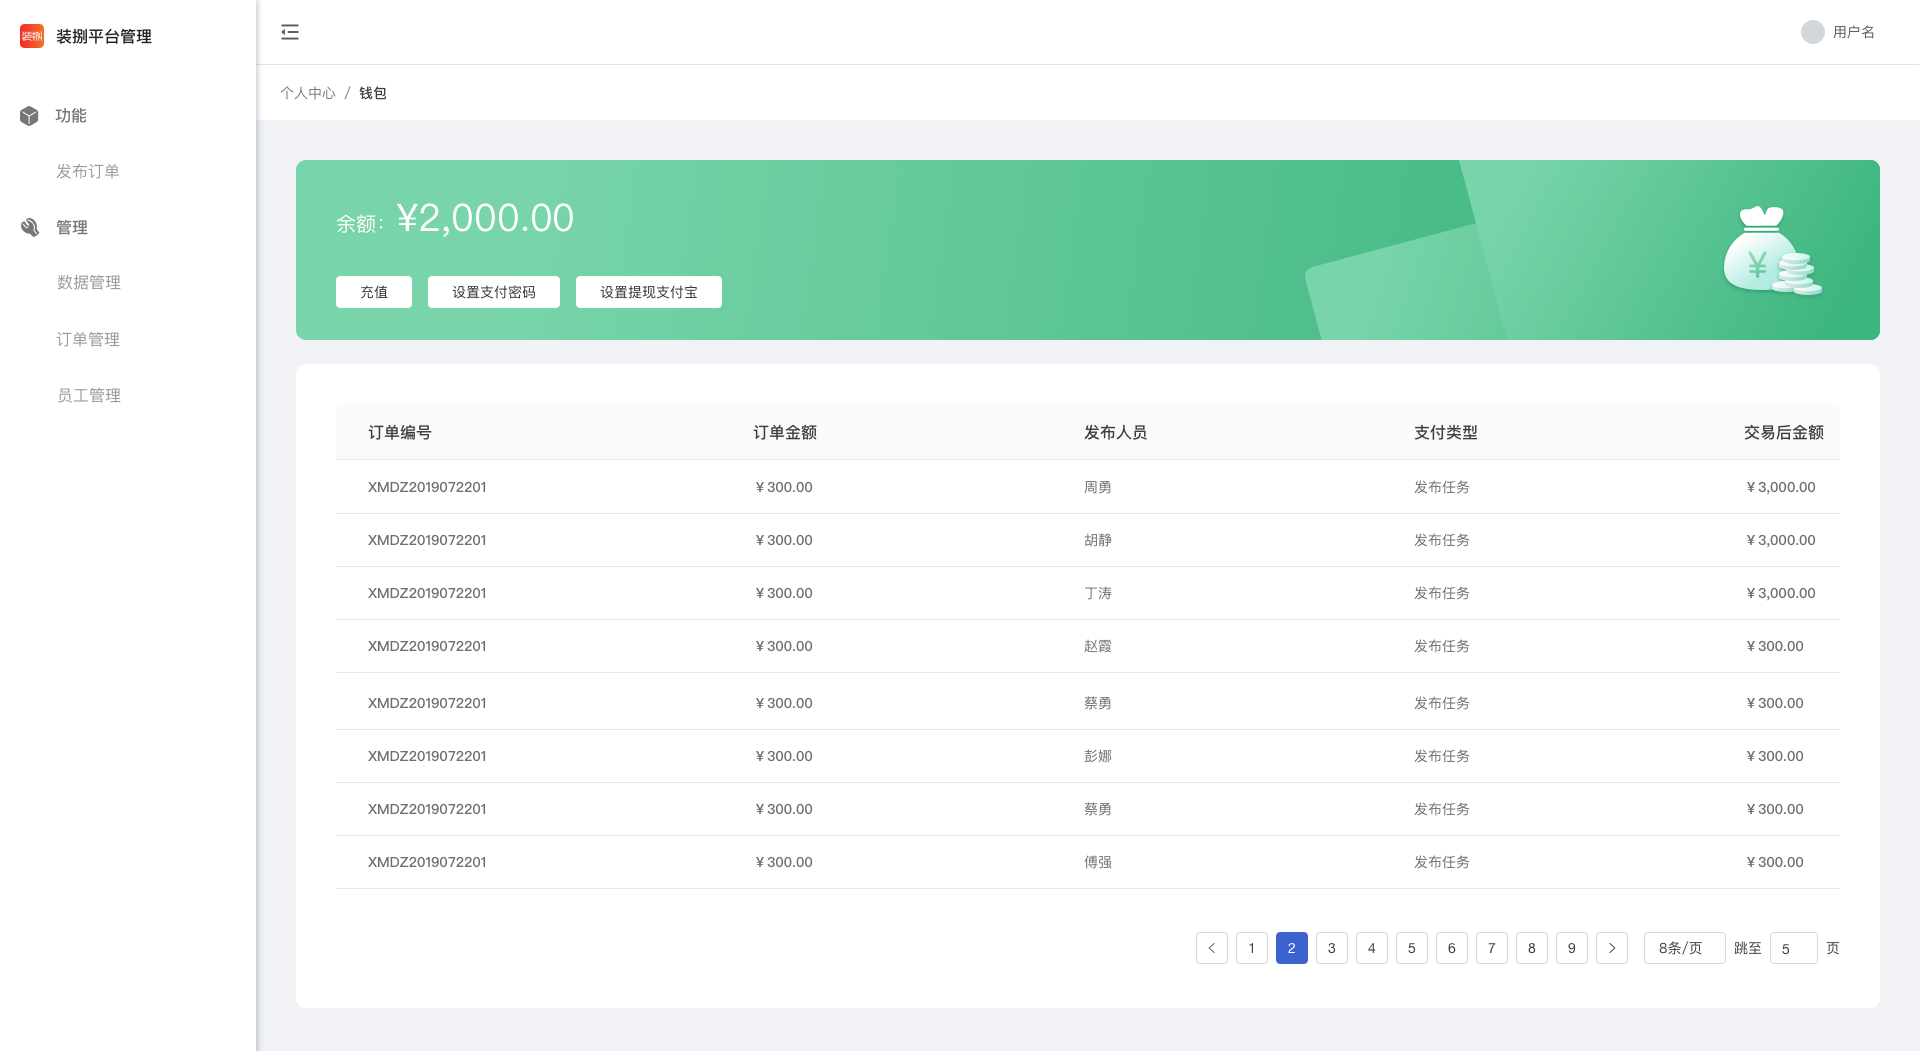 装捌
装捌平台管理
用户名
个人中心 / 钱包
功能
发布订单
管理
数据管理
订单管理
员工管理
余额：¥2,000.00
充值 设置支付密码 设置提现支付宝
¥
订单编号 订单金额 发布人员 支付类型 交易后金额
XMDZ2019072201 ¥300.00 周勇 发布任务 ¥3,000.00
XMDZ2019072201 ¥300.00 胡静 发布任务 ¥3,000.00
XMDZ2019072201 ¥300.00 丁涛 发布任务 ¥3,000.00
XMDZ2019072201 ¥300.00 赵霞 发布任务 ¥300.00
XMDZ2019072201 ¥300.00 蔡勇 发布任务 ¥300.00
XMDZ2019072201 ¥300.00 彭娜 发布任务 ¥300.00
XMDZ2019072201 ¥300.00 蔡勇 发布任务 ¥300.00
XMDZ2019072201 ¥300.00 傅强 发布任务 ¥300.00
< 1 2 3 4 5 6 7 8 9 > 8条/页 跳至 5 页